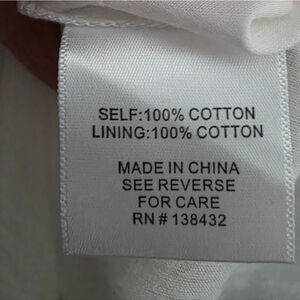 SELF:100% COTTON
LINING:100% COTTON
MADE IN CHINA
SEE REVERSE
FOR CARE
RN # 138432